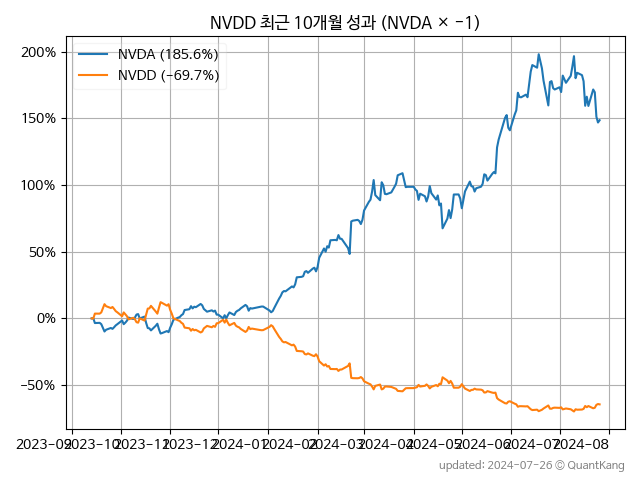 NVDD 최근 10개월 성과 (NVDA × −1)
NVDA (185.6%)
NVDD (−69.7%)
200%
150%
100%
50%
0%
−50%
2023-09 2023-10 2023-11 2023-12 2024-01 2024-02 2024-03 2024-04 2024-05 2024-06 2024-07 2024-08
updated: 2024-07-26 © QuantKang